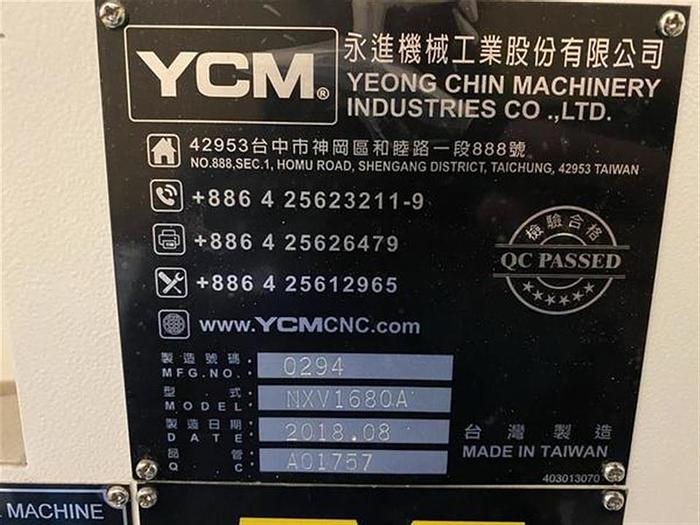 YCM®
永進機械工業股份有限公司
YEONG CHIN MACHINERY
INDUSTRIES CO .,LTD.
42953台中市神岡區和睦路一段888號
NO.888,SEC.1, HOMU ROAD, SHENGANG DISTRICT, TAICHUNG, 42953 TAIWAN
+886 4 25623211-9
+886 4 25626479
+886 4 25612965
www.YCMCNC.com
檢驗合格
QC PASSED
製造號碼:
MFG.NO.: 0294
型式:
MODEL: NXV1680A
製造日期:
DATE: 2018.08
品管:
QC: A01757
台灣製造
MADE IN TAIWAN
403013070
MACHINE